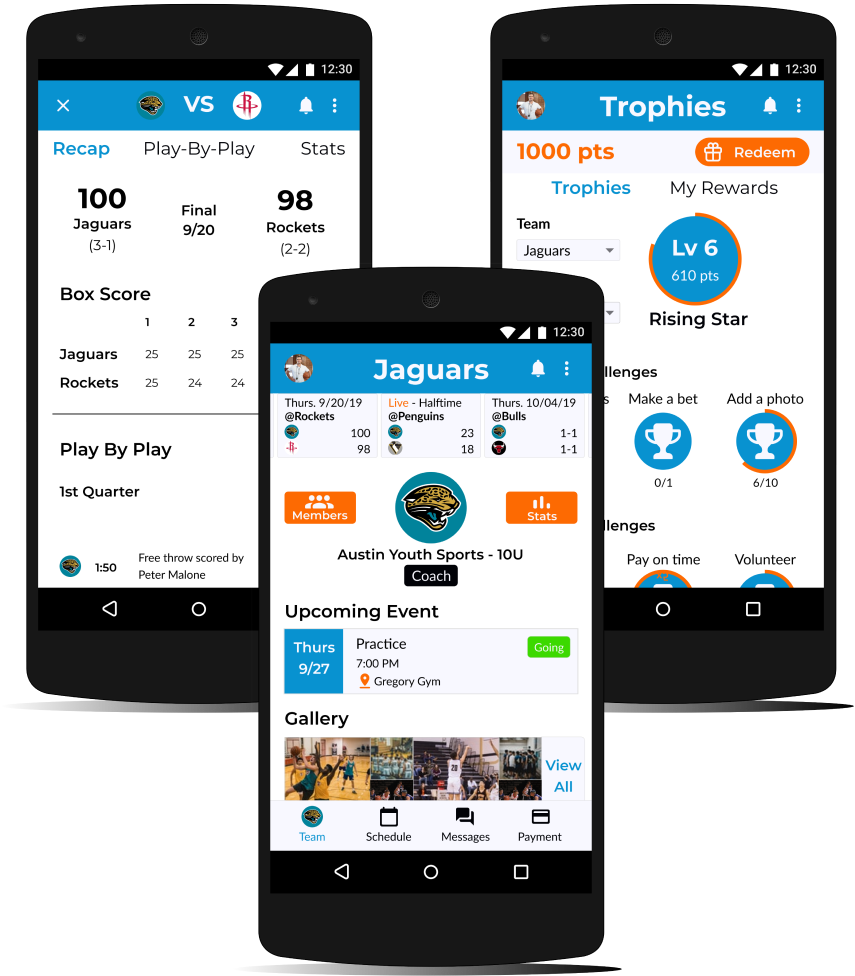 12:30
VS
Recap
Play-By-Play
Stats
100
98
Jaguars
Final
Rockets
(3-1)
9/20
(2-2)
Box Score
1 2 3
Jaguars 25 25 25
Rockets 25 24 24
Play By Play
1st Quarter
1:50
Free throw scored by
Peter Malone
12:30
Trophies
1000 pts
Redeem
Trophies
My Rewards
Team
Jaguars
Lv 6
610 pts
Rising Star
llenges
s
Make a bet
Add a photo
0/1
6/10
llenges
Pay on time
Volunteer
12:30
Jaguars
Thurs. 9/20/19
@Rockets
100
98
Live - Halftime
@Penguins
23
18
Thurs. 10/04/19
@Bulls
1-1
1-1
Members
Stats
Austin Youth Sports - 10U
Coach
Upcoming Event
Thurs
9/27
Practice
7:00 PM
Gregory Gym
Going
Gallery
View
All
Team
Schedule
Messages
Payment